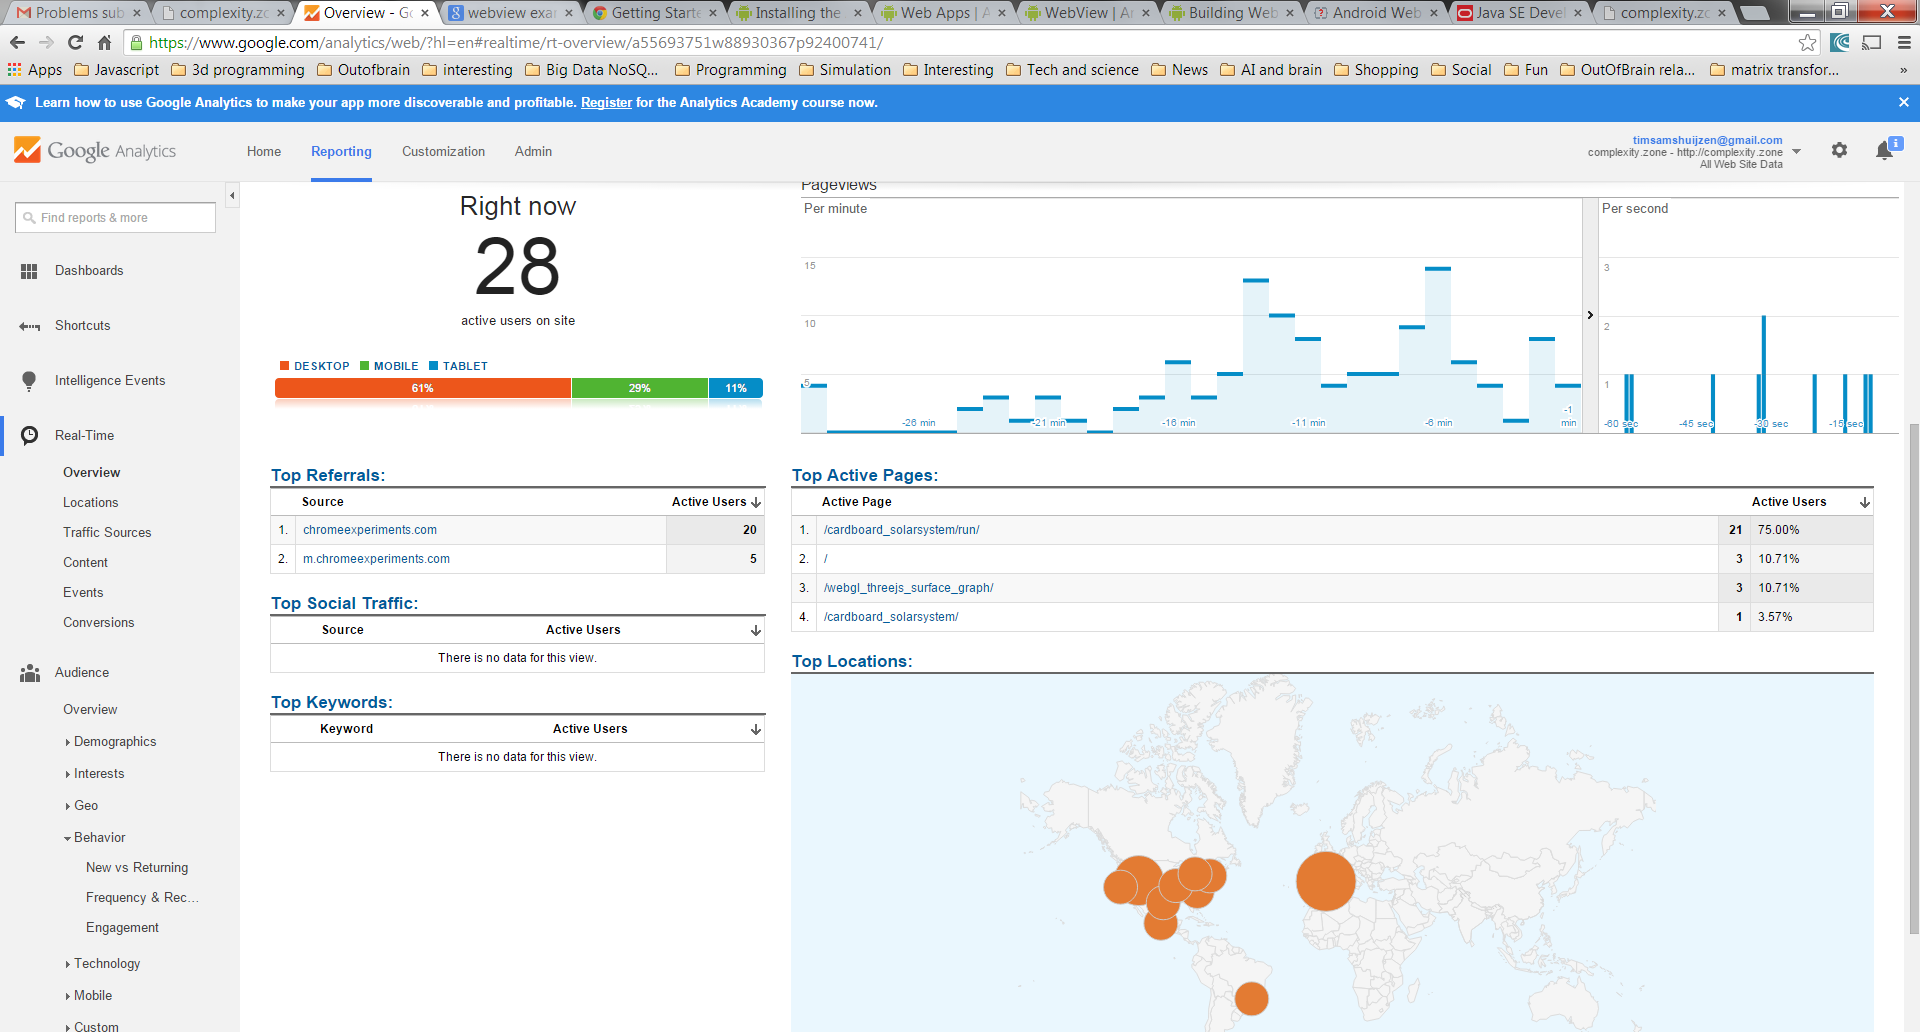 Problems sub
complexity.zo
Overview - Go
webview exa
Getting Starte
Installing the
Web Apps | A
WebView | An
Building Web
Android Web
Java SE Devel
complexity.zo
https://www.google.com/analytics/web/?hl=en#realtime/rt-overview/a55693751w88930367p92400741/
Apps Javascript 3d programming Outofbrain interesting Big Data NoSQ... Programming Simulation Interesting Tech and science News AI and brain Shopping Social Fun OutOfBrain rela... matrix transfor... »
Learn how to use Google Analytics to make your app more discoverable and profitable. Register for the Analytics Academy course now.
Google Analytics
Home Reporting Customization Admin
timsamshuijzen@gmail.com
complexity.zone - http://complexity.zone
All Web Site Data
Find reports & more
Dashboards
Shortcuts
Intelligence Events
Real-Time
Overview
Locations
Traffic Sources
Content
Events
Conversions
Audience
Overview
Demographics
Interests
Geo
Behavior
New vs Returning
Frequency & Rec...
Engagement
Technology
Mobile
Custom
Right now
28
active users on site
DESKTOP MOBILE TABLET
61% 29% 11%
Pageviews
Per minute
15
10
5
-26 min -21 min -16 min -11 min -6 min -1 min
Per second
3
2
1
-60 sec -45 sec -30 sec -15 sec
Top Referrals:
Source Active Users
1. chromeexperiments.com 20
2. m.chromeexperiments.com 5
Top Social Traffic:
Source Active Users
There is no data for this view.
Top Keywords:
Keyword Active Users
There is no data for this view.
Top Active Pages:
Active Page Active Users
1. /cardboard_solarsystem/run/ 21 75.00%
2. / 3 10.71%
3. /webgl_threejs_surface_graph/ 3 10.71%
4. /cardboard_solarsystem/ 1 3.57%
Top Locations: